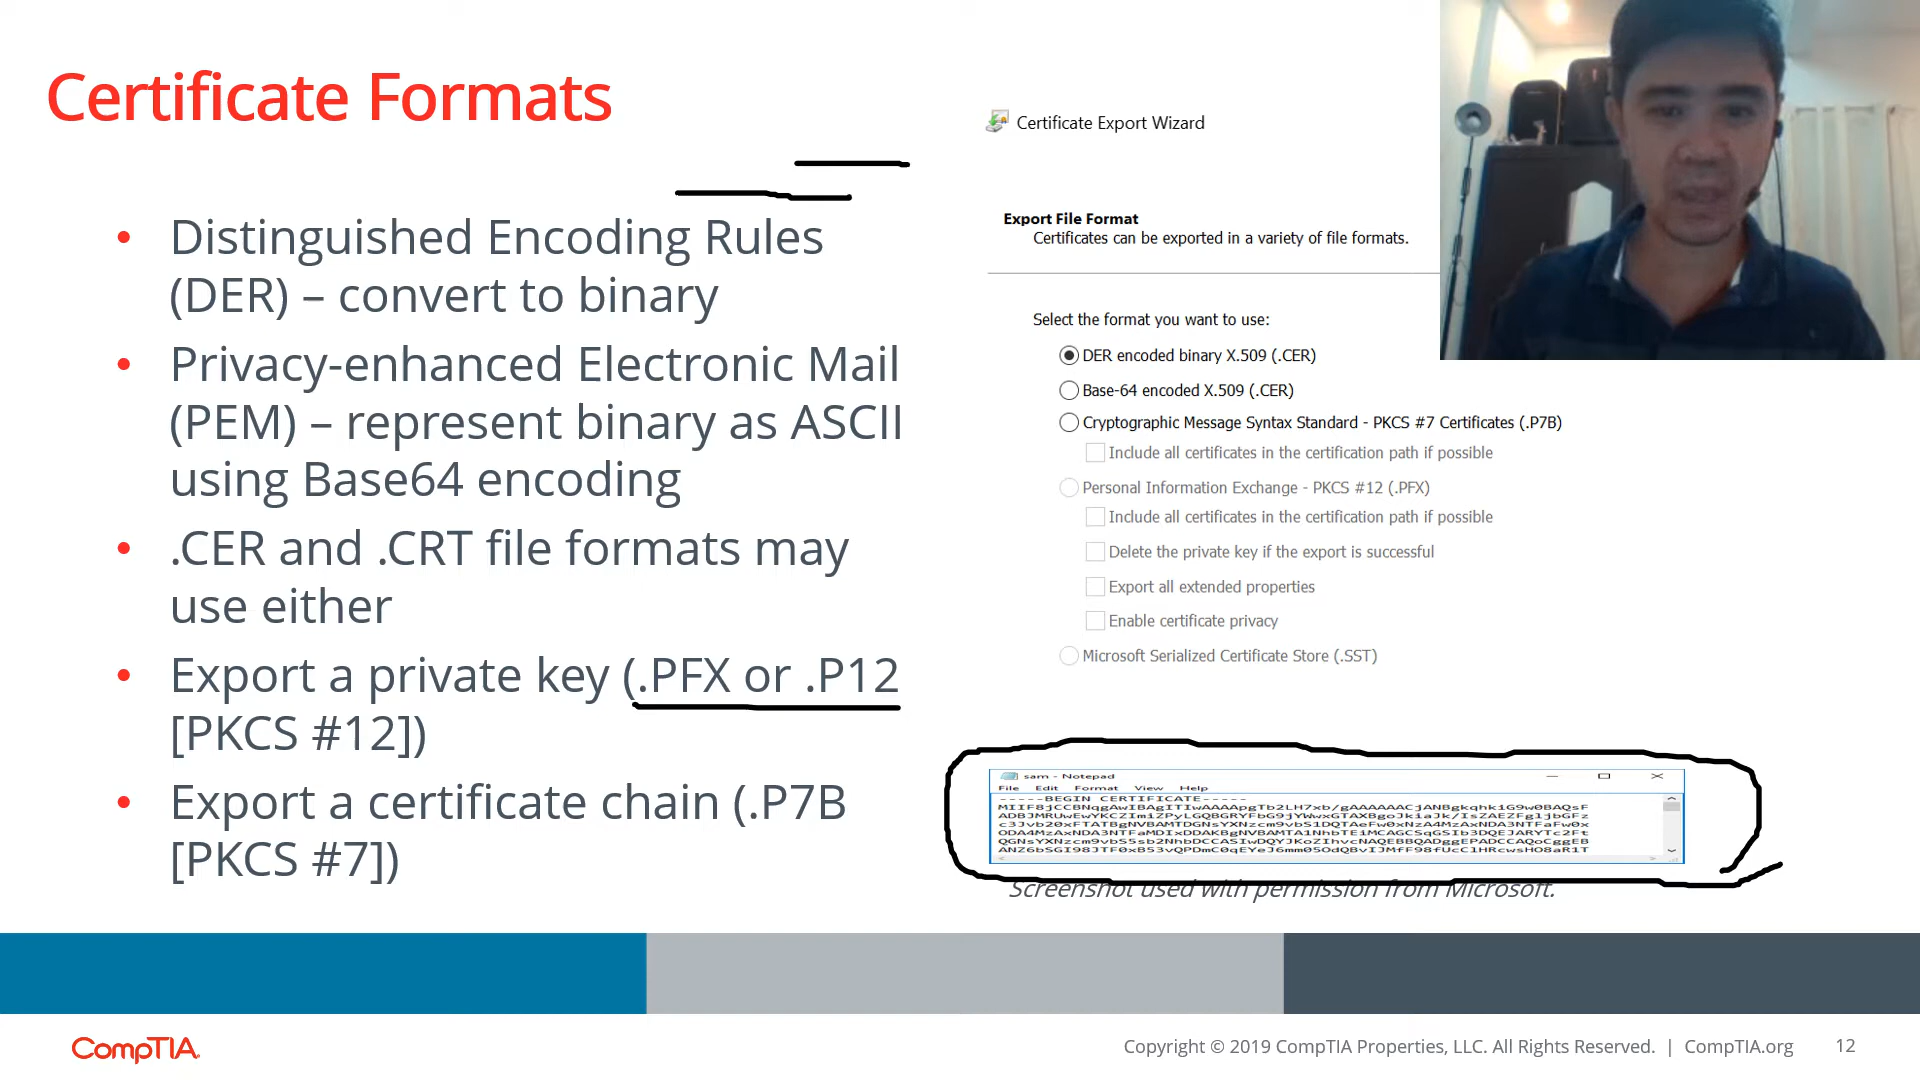 Certificate Formats
• Distinguished Encoding Rules
(DER) – convert to binary
• Privacy-enhanced Electronic Mail
(PEM) – represent binary as ASCII
using Base64 encoding
• .CER and .CRT file formats may
use either
• Export a private key (.PFX or .P12
[PKCS #12])
• Export a certificate chain (.P7B
[PKCS #7])
Certificate Export Wizard
Export File Format
Certificates can be exported in a variety of file formats.
Select the format you want to use:
DER encoded binary X.509 (.CER)
Base-64 encoded X.509 (.CER)
Cryptographic Message Syntax Standard - PKCS #7 Certificates (.P7B)
Include all certificates in the certification path if possible
Personal Information Exchange - PKCS #12 (.PFX)
Include all certificates in the certification path if possible
Delete the private key if the export is successful
Export all extended properties
Enable certificate privacy
Microsoft Serialized Certificate Store (.SST)
sam - Notepad
File Edit Format View Help
-----BEGIN CERTIFICATE-----
Screenshot used with permission from Microsoft.
CompTIA.
Copyright © 2019 CompTIA Properties, LLC. All Rights Reserved. | CompTIA.org 12